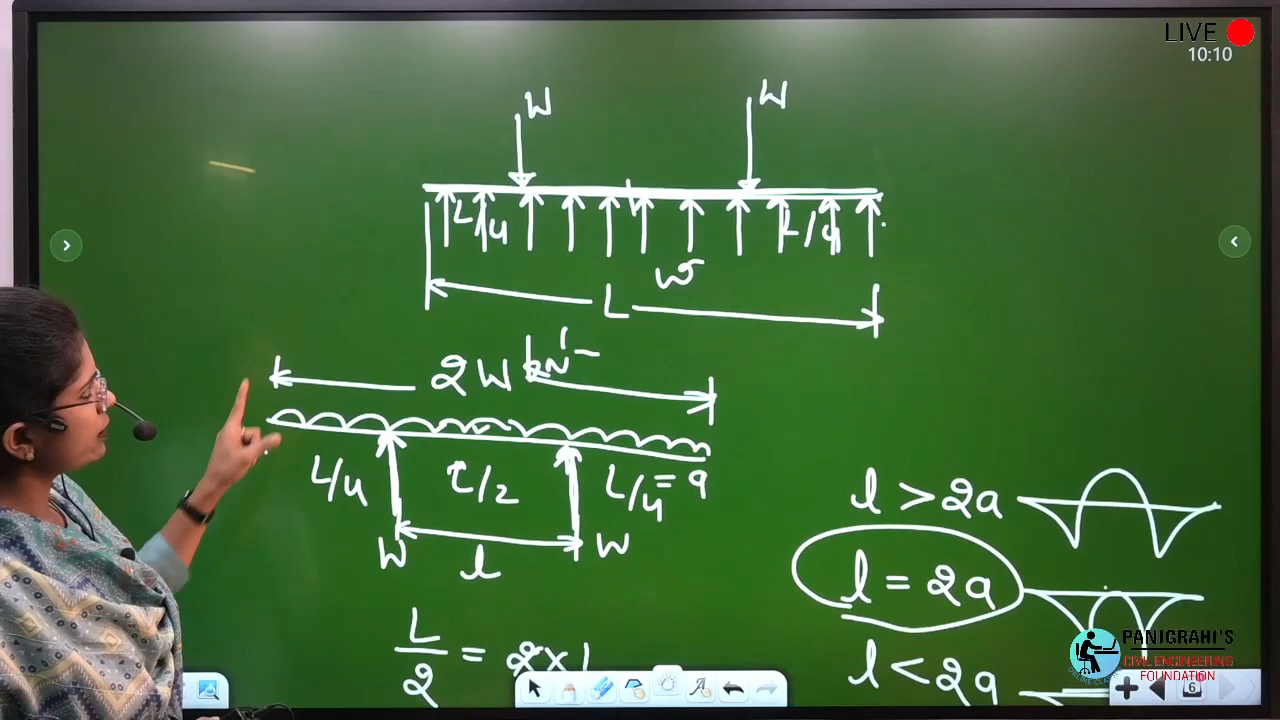 LIVE
10:10
W W
L/4 L/4
w
L
2W kN
L/4 L/2 L/4 = a
W W
l
L/2 = 2 ×
l > 2a
l = 2a
l < 2a
PANIGRAHI'S
CIVIL ENGINEERING
FOUNDATION
6